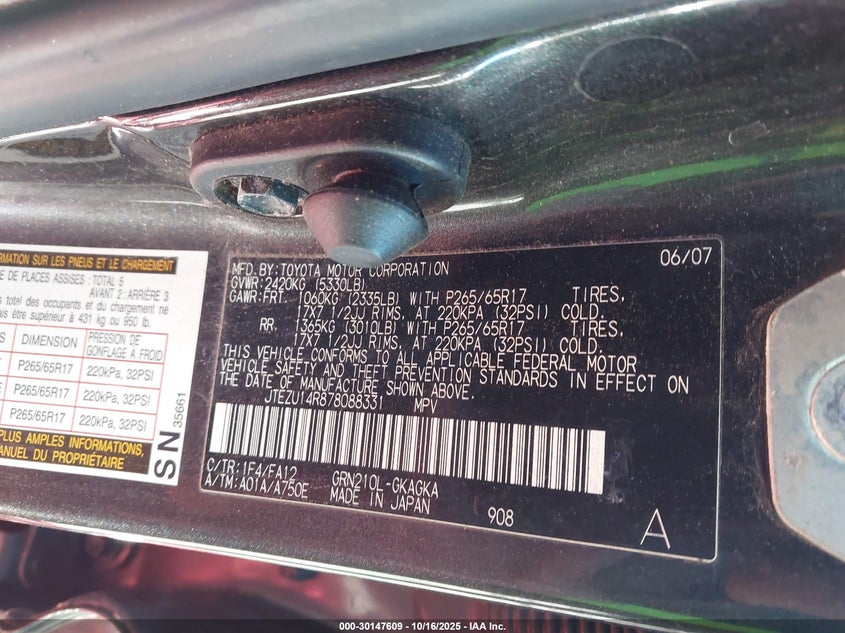 RMATION SUR LES PNEUS ET LE CHARGEMENT
E DE PLACES ASSISES : TOTAL 5
AVANT 2 : ARRIÈRE 3
s total des occupants et du chargement ne
is être supérieur à 431 kg ou 950 lb.
DIMENSION
PRESSION DE GONFLAGE À FROID
P265/65R17 220kPa, 32PSI
P265/65R17 220kPa, 32PSI
P265/65R17 220kPa, 32PSI
PLUS AMPLES INFORMATIONS,
ANUEL DU PROPRIÉTAIRE
SN 35661
MFD. BY: TOYOTA MOTOR CORPORATION 06/07
GVWR: 2420KG (5330LB)
GAWR: FRT. 1060KG (2335LB) WITH P265/65R17 TIRES,
17X7 1/2JJ RIMS, AT 220KPA (32PSI) COLD.
RR. 1365KG (3010LB) WITH P265/65R17 TIRES,
17X7 1/2JJ RIMS, AT 220KPA (32PSI) COLD.
THIS VEHICLE CONFORMS TO ALL APPLICABLE FEDERAL MOTOR
VEHICLE SAFETY AND THEFT PREVENTION STANDARDS IN EFFECT ON
THE DATE OF MANUFACTURE SHOWN ABOVE.
JTEZU14R878088331 MPV
C/TR: 1F4/FA12 GRN210L-GKAGKA
A/TM: A01A/A750E MADE IN JAPAN
908
A
000-30147609 - 10/16/2025 - IAA Inc.